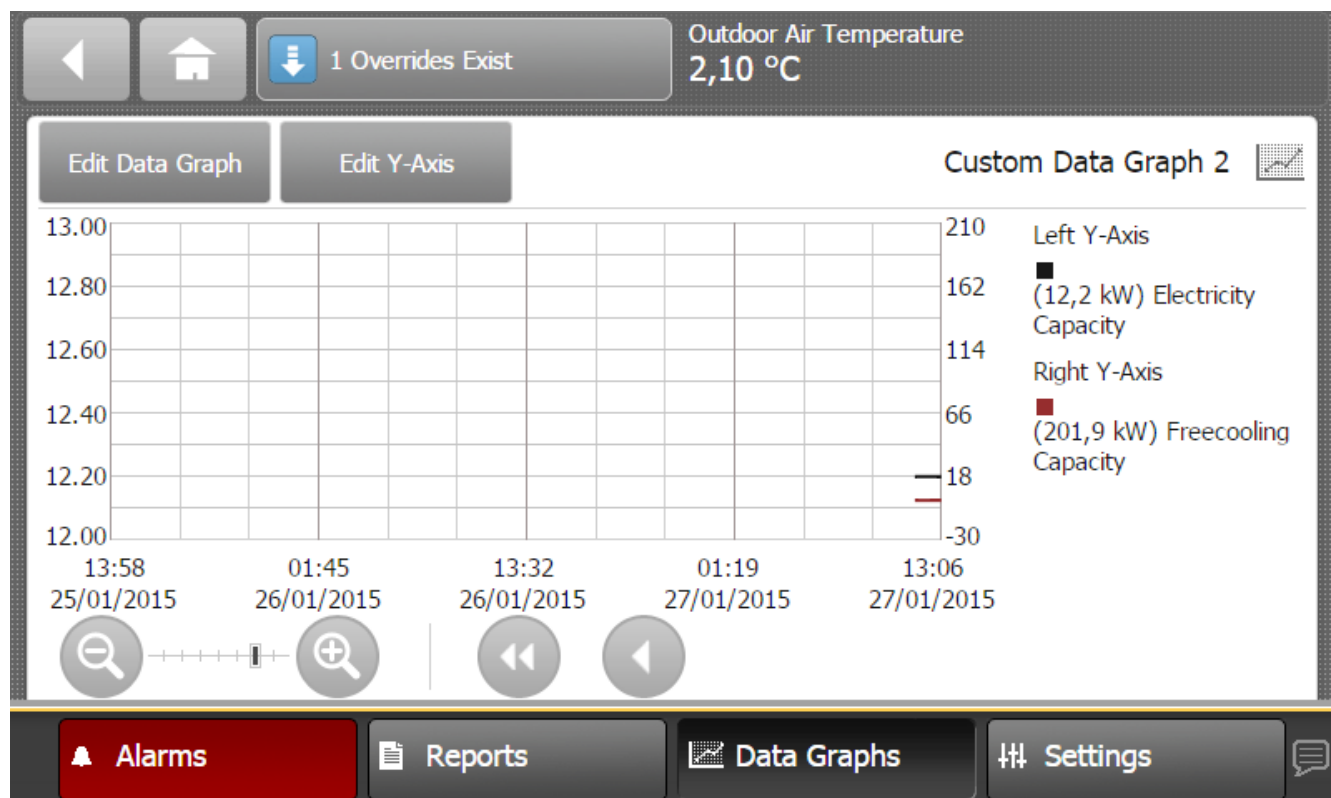 1 Overrides Exist
Outdoor Air Temperature
2,10 °C
Edit Data Graph
Edit Y-Axis
Custom Data Graph 2
13.00
12.80
12.60
12.40
12.20
12.00
210
162
114
66
18
-30
Left Y-Axis
(12,2 kW) Electricity
Capacity
Right Y-Axis
(201,9 kW) Freecooling
Capacity
13:58 01:45 13:32 01:19 13:06
25/01/2015 26/01/2015 26/01/2015 27/01/2015 27/01/2015
Alarms
Reports
Data Graphs
Settings